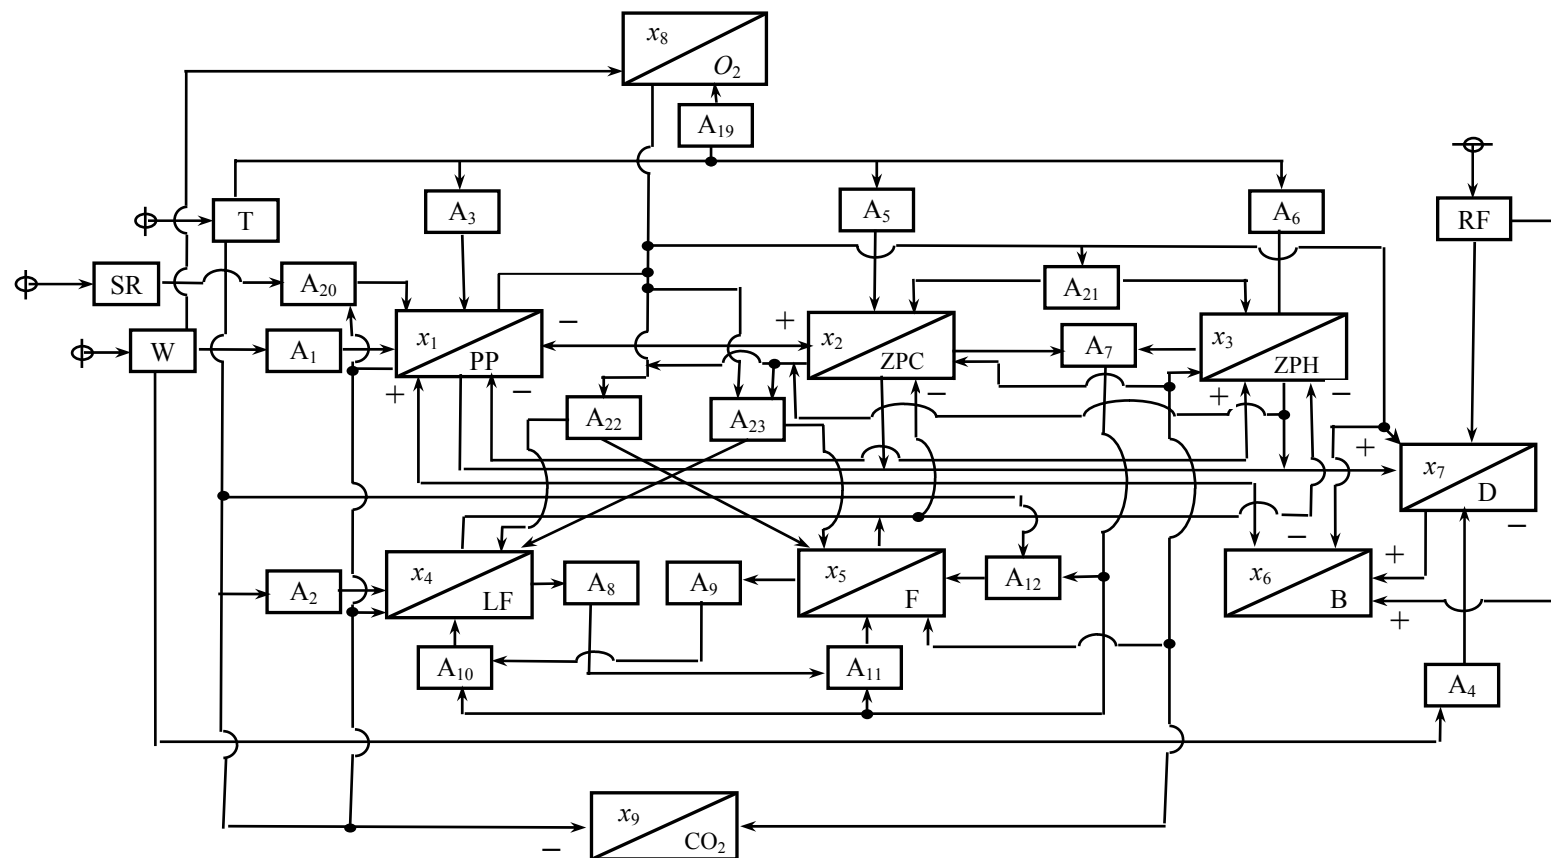 x8
O2
A19
A3
A5
A6
T
RF
SR
A20
A21
W
A1
x1
PP
−
+
x2
ZPC
A7
x3
ZPH
+
−
−
+
−
A22
A23
+
x7
D
−
x4
LF
A8
A9
x5
F
A12
−
x6
B
+
+
A2
A10
A11
A4
x9
CO2
−